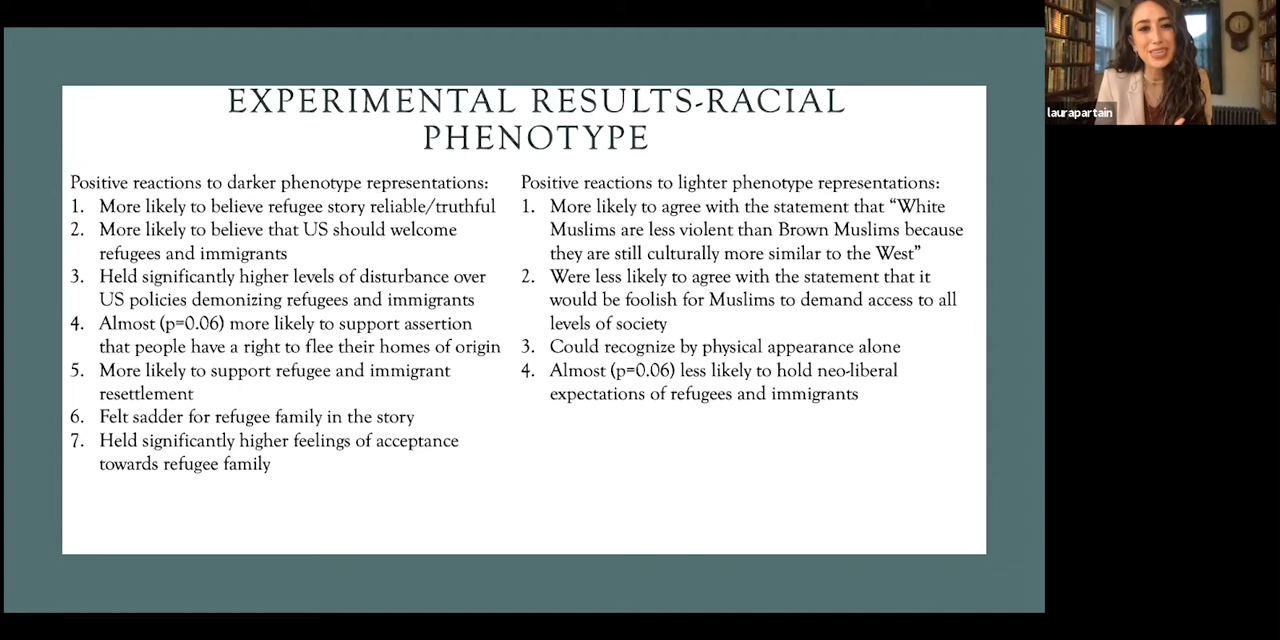 EXPERIMENTAL RESULTS-RACIAL
PHENOTYPE
Positive reactions to darker phenotype representations:
1. More likely to believe refugee story reliable/truthful
2. More likely to believe that US should welcome
refugees and immigrants
3. Held significantly higher levels of disturbance over
US policies demonizing refugees and immigrants
4. Almost (p=0.06) more likely to support assertion
that people have a right to flee their homes of origin
5. More likely to support refugee and immigrant
resettlement
6. Felt sadder for refugee family in the story
7. Held significantly higher feelings of acceptance
towards refugee family
Positive reactions to lighter phenotype representations:
1. More likely to agree with the statement that “White
Muslims are less violent than Brown Muslims because
they are still culturally more similar to the West”
2. Were less likely to agree with the statement that it
would be foolish for Muslims to demand access to all
levels of society
3. Could recognize by physical appearance alone
4. Almost (p=0.06) less likely to hold neo-liberal
expectations of refugees and immigrants
laurapartain